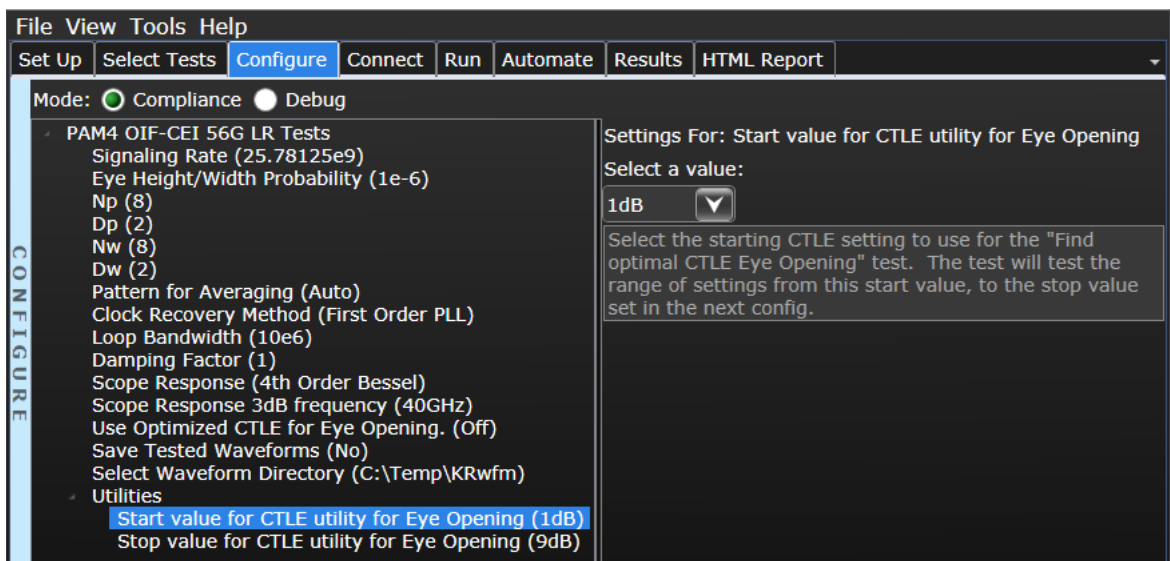 File View Tools Help
Set Up Select Tests Configure Connect Run Automate Results HTML Report
Mode: Compliance Debug
CONFIGURE
PAM4 OIF-CEI 56G LR Tests
Signaling Rate (25.78125e9)
Eye Height/Width Probability (1e-6)
Np (8)
Dp (2)
Nw (8)
Dw (2)
Pattern for Averaging (Auto)
Clock Recovery Method (First Order PLL)
Loop Bandwidth (10e6)
Damping Factor (1)
Scope Response (4th Order Bessel)
Scope Response 3dB frequency (40GHz)
Use Optimized CTLE for Eye Opening. (Off)
Save Tested Waveforms (No)
Select Waveform Directory (C:\Temp\KRwfm)
Utilities
Start value for CTLE utility for Eye Opening (1dB)
Stop value for CTLE utility for Eye Opening (9dB)
Settings For: Start value for CTLE utility for Eye Opening
Select a value:
1dB
Select the starting CTLE setting to use for the "Find
optimal CTLE Eye Opening" test.  The test will test the
range of settings from this start value, to the stop value
set in the next config.